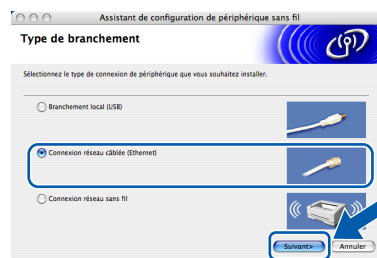 Assistant de configuration de périphérique sans fil
Type de branchement
Sélectionnez le type de connexion de périphérique que vous souhaitez installer.
Branchement local (USB)
Connexion réseau câblée (Ethernet)
Connexion réseau sans fil
Suivant> Annuler